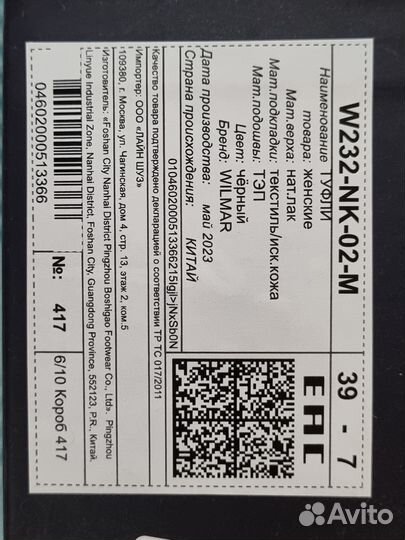 W232-NK-02-M
39 - 7
Наименование ТУФЛИ
товара: женские
Мат.верха: нат.лак
Мат.подкладки: текстиль/иск.кожа
Мат.подошвы: ТЭП
Цвет: чёрный
Бренд: WILMAR
Дата производства: май 2023
Страна происхождения: КИТАЙ
EAC
Качество товара подтверждено декларацией о соответствии ТР ТС 017/2011
Импортер: ООО «ЛАЙН ШУЗ»
109380, г. Москва, ул. Чагинская, дом 4, стр. 13, этаж 2, ком.5
Изготовитель: «Foshan City Nanhai District Pingzhou Boshigao Footwear Co., Ltd». Pingzhou
Linyue Industrial Zone, Nanhai District, Foshan City, Guangdong Province, 552123, P.R., Китай.
04602000513366
№: 417
6/10 Короб 417
Avito